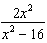 2x²
x² − 16